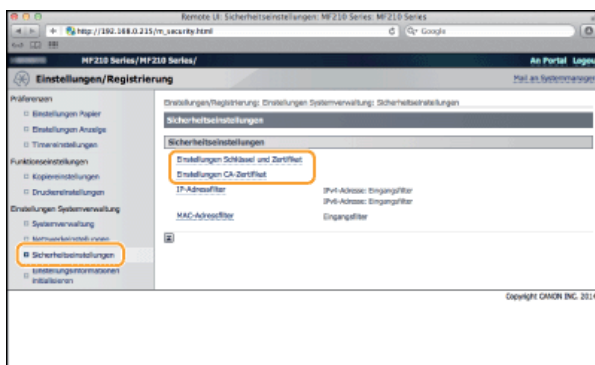 Remote UI: Sicherheitseinstellungen: MF210 Series: MF210 Series
http://192.168.0.215/m_security.html
Google
MF210 Series/MF210 Series/
An Portal
Einstellungen/Registrierung
Mail an Systemmanager
Präferenzen
Einstellungen Papier
Einstellungen Anzeige
Timereinstellungen
Funktionseinstellungen
Kopiereinstellungen
Druckereinstellungen
Einstellungen Systemverwaltung
Systemverwaltung
Netzwerkeinstellungen
Sicherheitseinstellungen
Einstellungsinformationen
initialisieren
Einstellungen/Registrierung: Einstellungen Systemverwaltung: Sicherheitseinstellungen
Sicherheitseinstellungen
Sicherheitseinstellungen
Einstellungen Schlüssel und Zertifikat
Einstellungen CA-Zertifikat
IP-Adressfilter
IPv4-Adresse: Eingangsfilter
IPv6-Adresse: Eingangsfilter
MAC-Adressfilter
Eingangsfilter
Copyright CANON INC. 2014